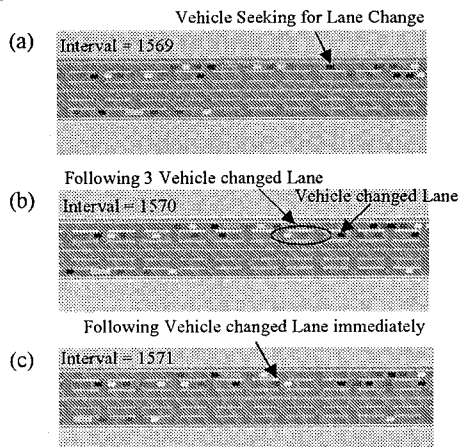 Vehicle Seeking for Lane Change
(a)
Interval = 1569
Following 3 Vehicle changed Lane
(b)
Interval = 1570
Vehicle changed Lane
Following Vehicle changed Lane immediately
(c)
Interval = 1571